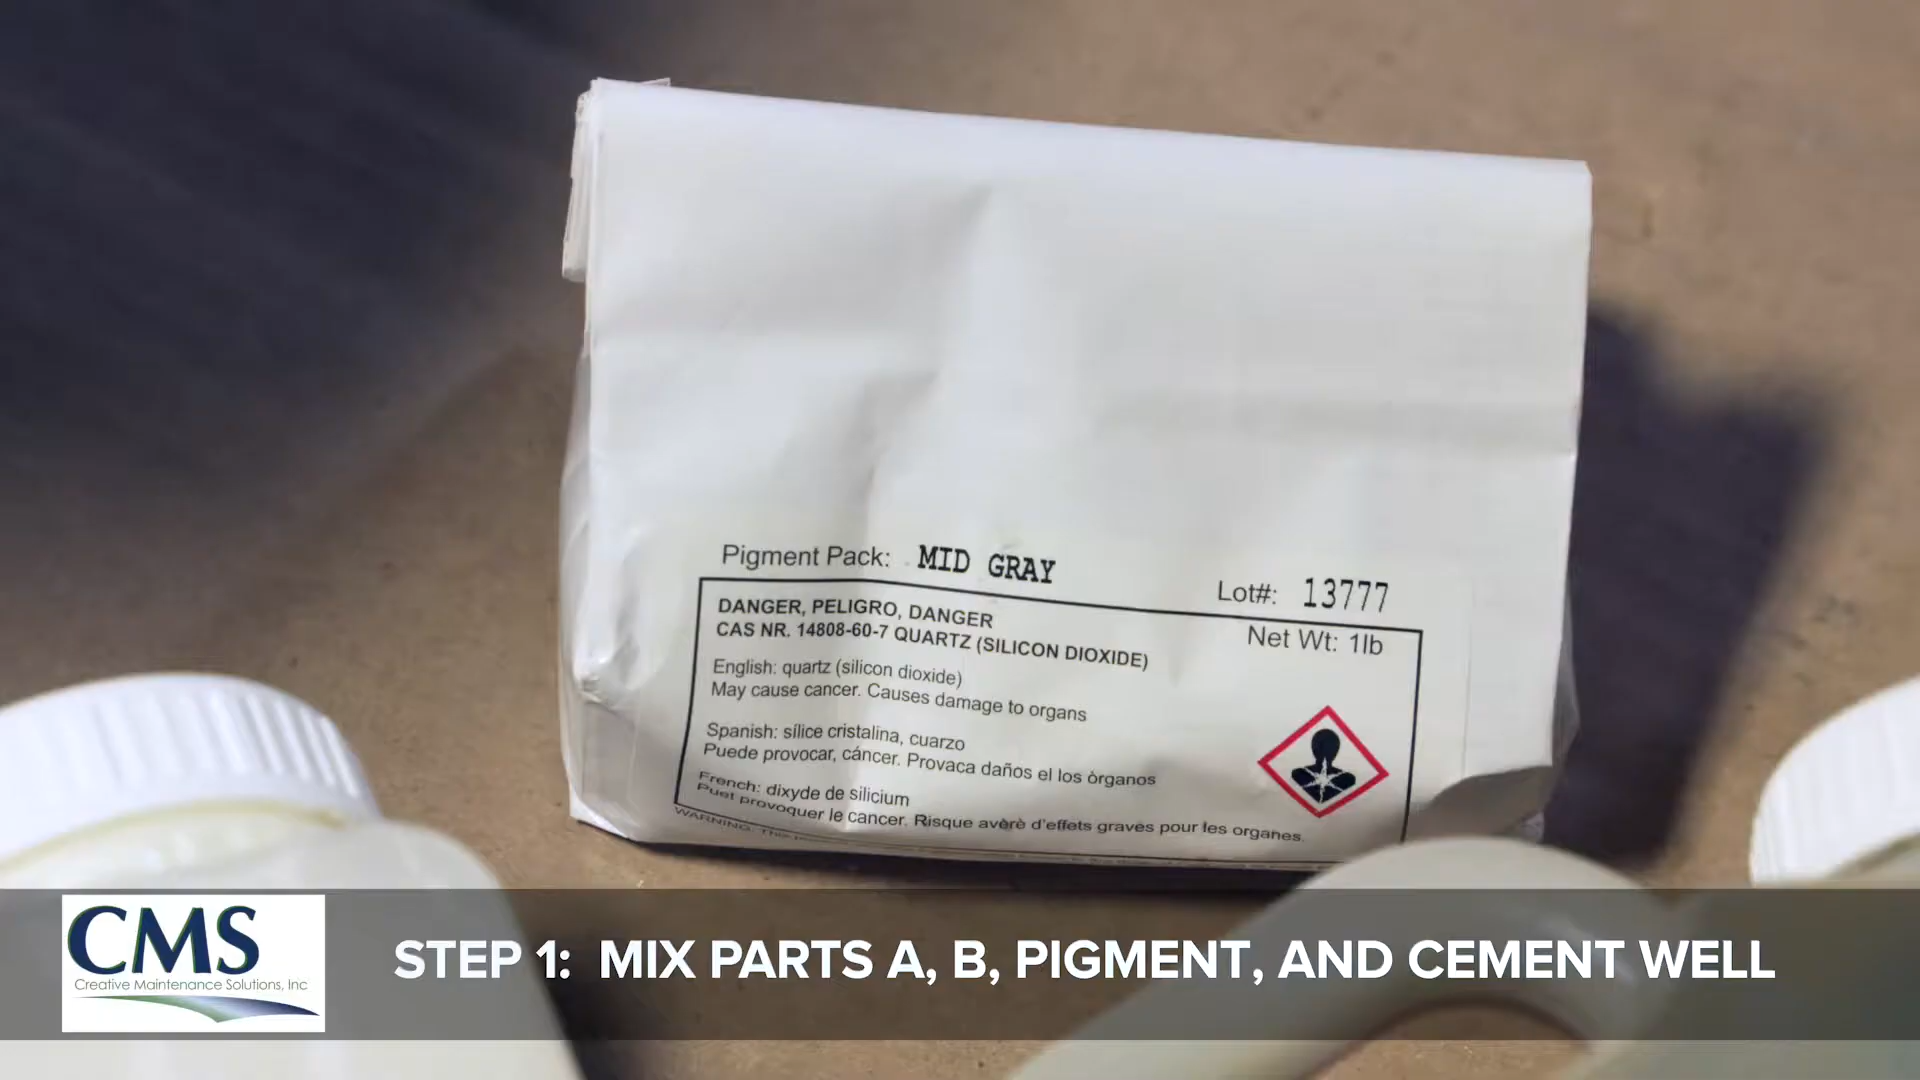 Pigment Pack: MID GRAY
Lot#: 13777
DANGER, PELIGRO, DANGER
CAS NR. 14808-60-7 QUARTZ (SILICON DIOXIDE)
Net Wt: 1lb
English: quartz (silicon dioxide)
May cause cancer. Causes damage to organs
Spanish: sílice cristalina, cuarzo
Puede provocar, cáncer. Provaca daños el los òrganos
French: dixyde de silicium
Puet provoquer le cancer. Risque avèrè d'effets graves pour les organes.
WARNING: This
CMS
Creative Maintenance Solutions, Inc
STEP 1: MIX PARTS A, B, PIGMENT, AND CEMENT WELL